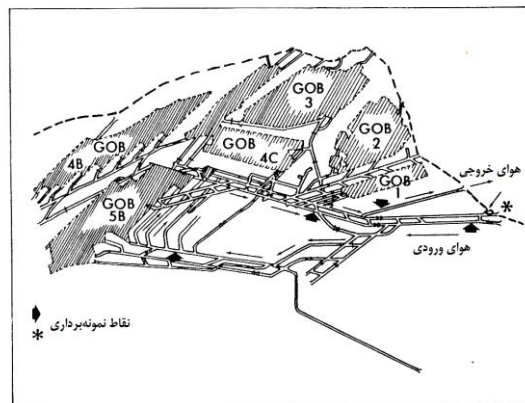 GOB
3
GOB
4B
GOB
4C
GOB
2
GOB
1
GOB
5B
هوای خروجی
*
هوای ورودی
نقاط نمونه‌برداری
*